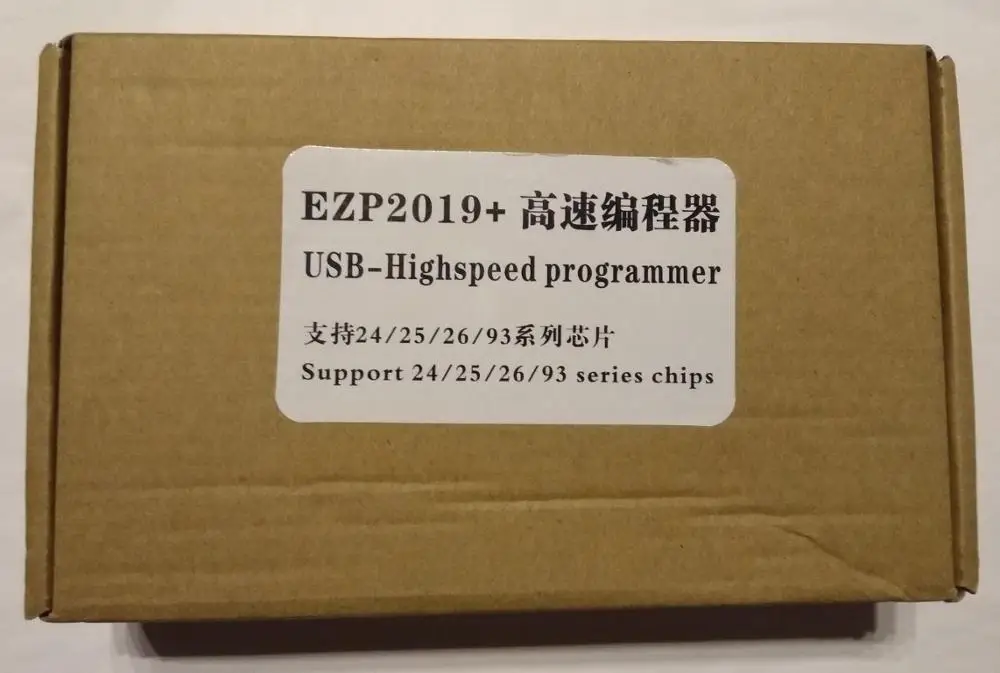 EZP2019+ 高速编程器
USB-Highspeed programmer
支持24/25/26/93系列芯片
Support 24/25/26/93 series chips